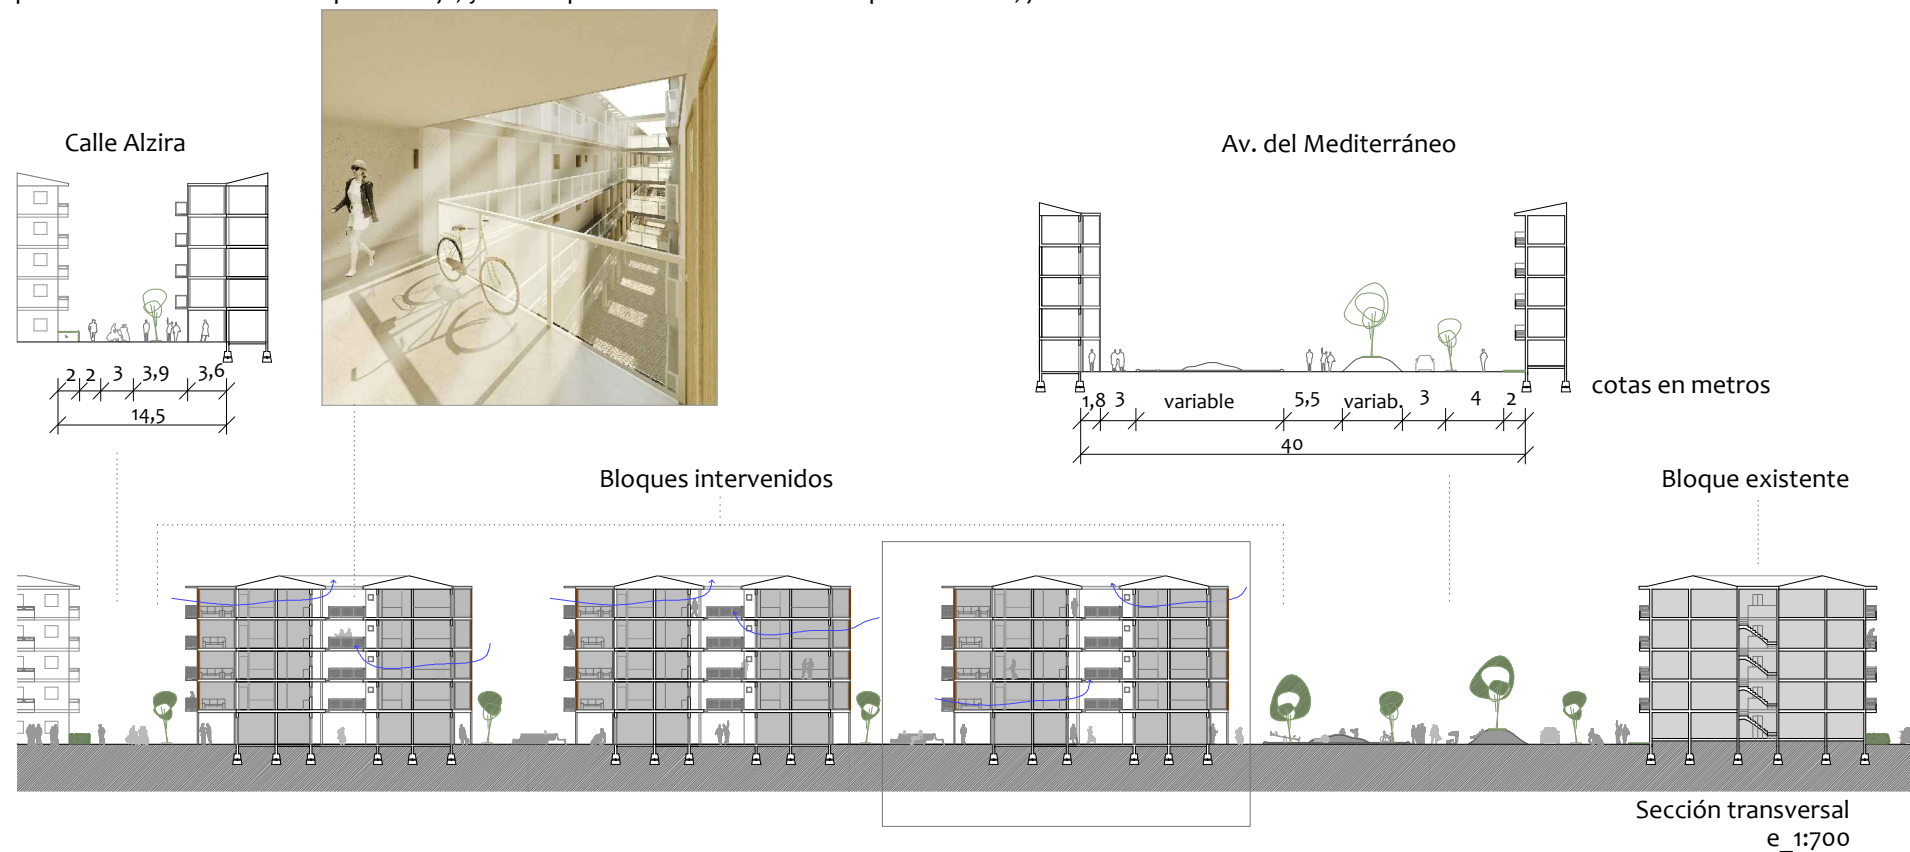 Calle Alzira
Av. del Mediterráneo
2 2 3 3,9 3,6
14,5
cotas en metros
1,8 3 variable 5,5 variab. 3 4 2
40
Bloques intervenidos
Bloque existente
Sección transversal
e_1:700